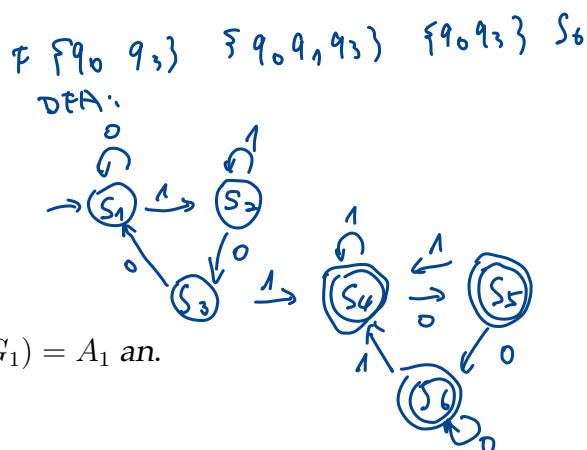 F {q0 q3} {q0 q1 q3} {q0 q3} S6
DFA:
0 1
S1 1 S2
0 0 1 1
S3 1 S4 0 S5
G1) = A1 an.
1 0
S6
0